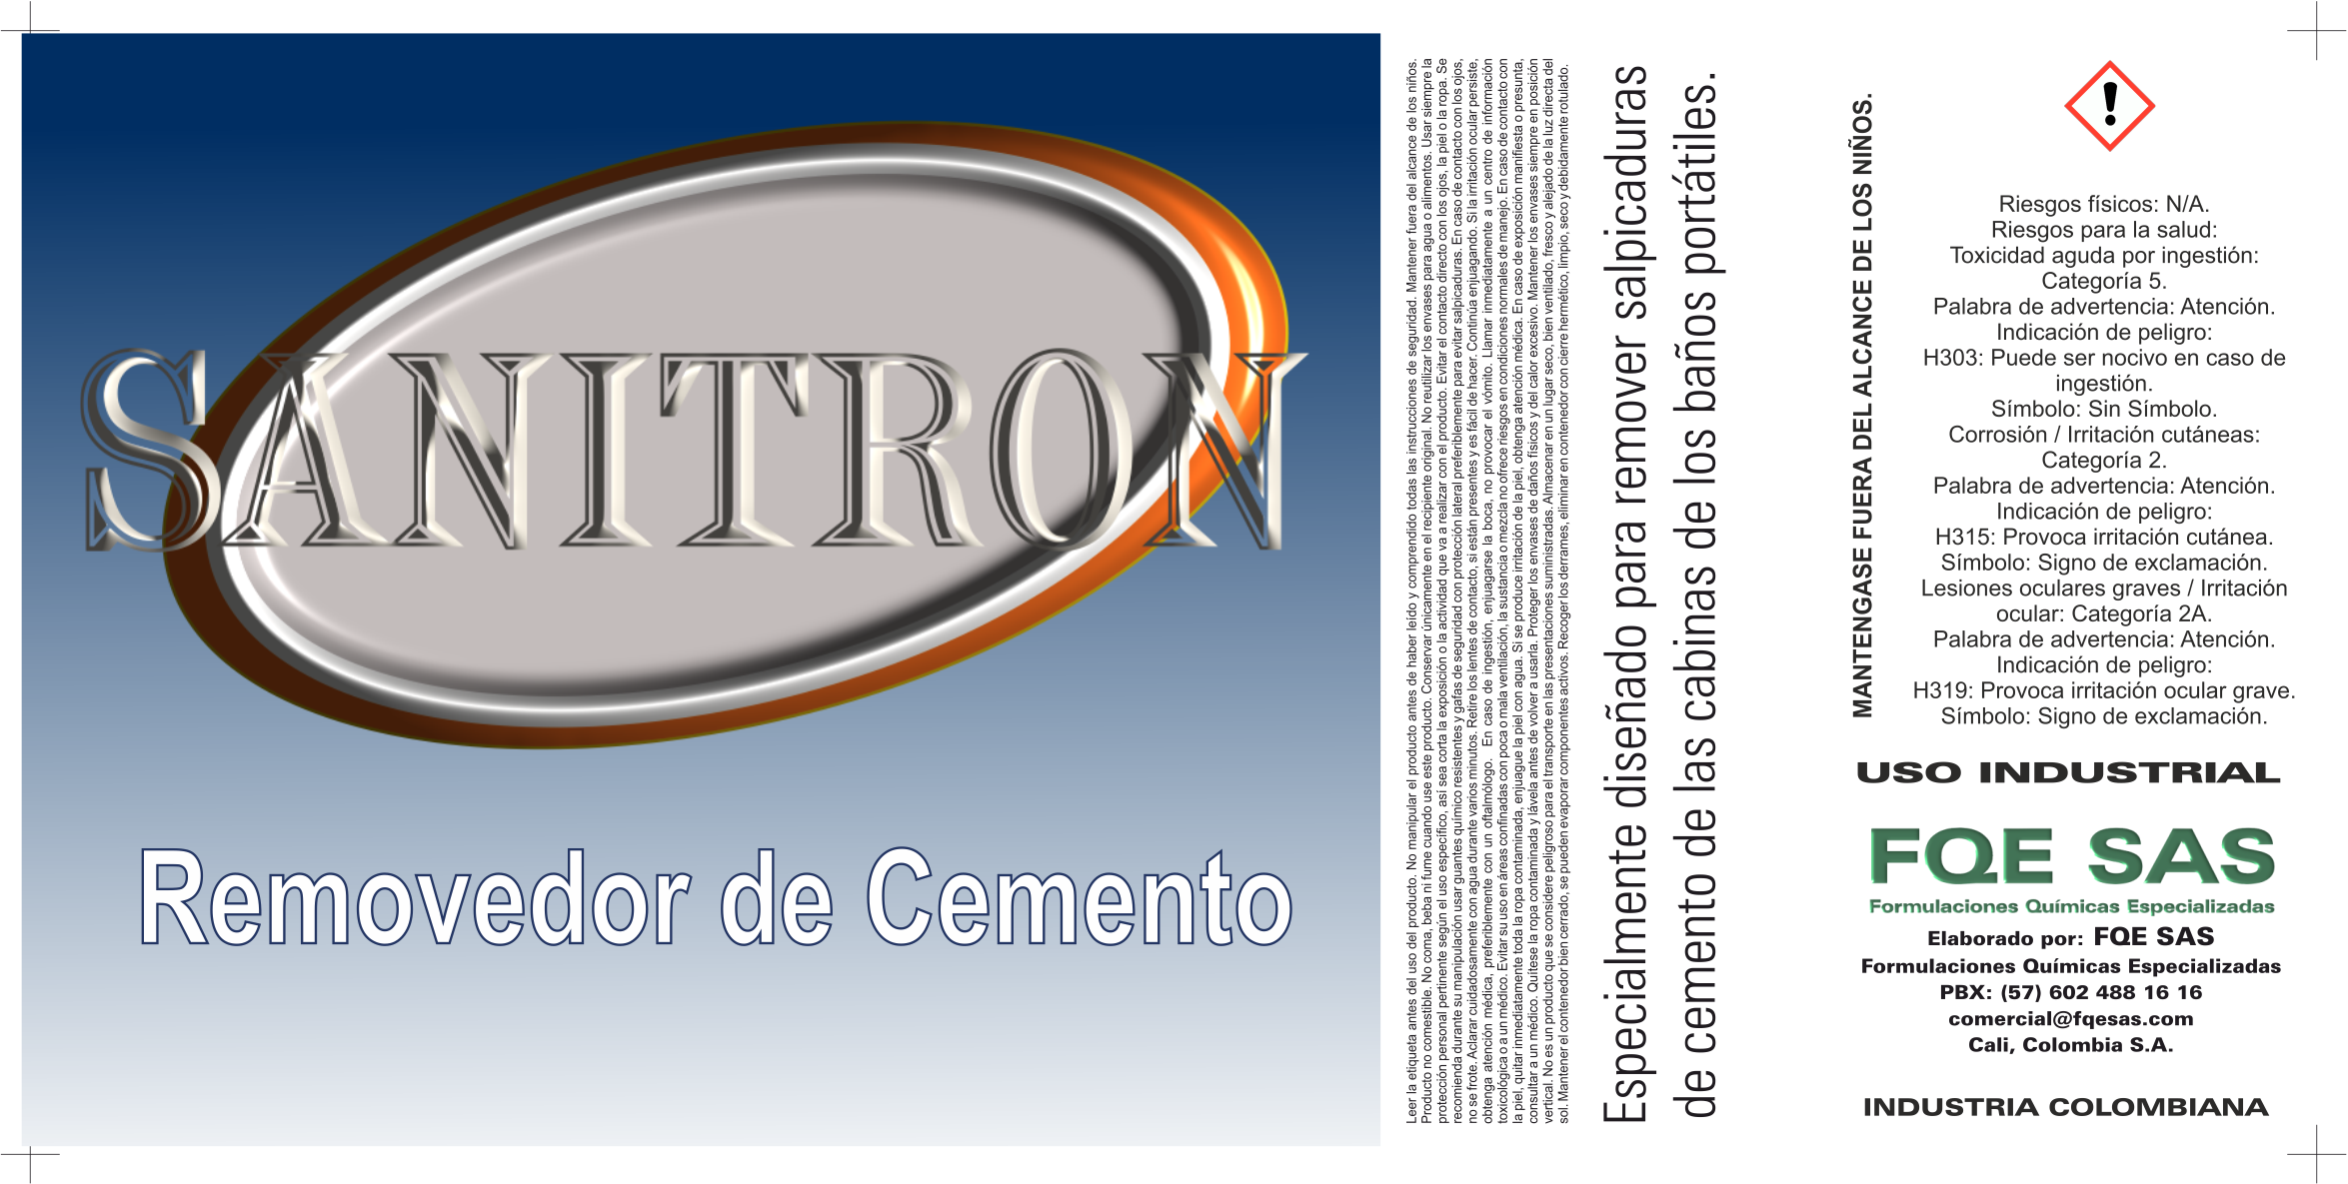 SANITRON
Removedor de Cemento
Leer la etiqueta antes del uso del producto. No manipular el producto antes de haber leido y comprendido todas las instrucciones de seguridad. Mantener fuera del alcance de los niños.
Producto no comestible. No coma, beba ni fume cuando use este producto. Conservar únicamente en el recipiente original. No reutilizar los envases para agua o alimentos. Usar siempre la
protección personal pertinente según el uso específico, así sea corta la exposición o la actividad que va a realizar con el producto. Evitar el contacto directo con los ojos, la piel o la ropa. Se
recomienda durante su manipulación usar guantes químico resistentes y gafas de seguridad con protección lateral preferiblemente para evitar salpicaduras. En caso de contacto con los ojos,
no se frote. Aclarar cuidadosamente con agua durante varios minutos. Retire los lentes de contacto, si están presentes y es fácil de hacer. Continúa enjuagando. Si la irritación ocular persiste,
obtenga atención médica, preferiblemente con un oftalmólogo. En caso de ingestión, enjuagarse la boca, no provocar el vómito. Llamar inmediatamente a un centro de información
toxicológica o a un médico. Evitar su uso en áreas confinadas con poca o mala ventilación, la sustancia o mezcla no ofrece riesgos en condiciones normales de manejo. En caso de contacto con
la piel, quitar inmediatamente toda la ropa contaminada, enjuague la piel con agua. Si se produce irritación de la piel, obtenga atención médica. En caso de exposición manifiesta o presunta,
consultar a un médico. Quítese la ropa contaminada y lávela antes de volver a usarla. Proteger los envases de daños físicos y del calor excesivo. Mantener los envases siempre en posición
vertical. No es un producto que se considere peligroso para el transporte en las presentaciones suministradas. Almacenar en un lugar seco, bien ventilado, fresco y alejado de la luz directa del
sol. Mantener el contenedor bien cerrado, se pueden evaporar componentes activos. Recoger los derrames, eliminar en contenedor con cierre hermético, limpio, seco y debidamente rotulado.
Especialmente diseñado para remover salpicaduras
de cemento de las cabinas de los baños portátiles.
MANTENGASE FUERA DEL ALCANCE DE LOS NIÑOS.
Riesgos físicos: N/A.
Riesgos para la salud:
Toxicidad aguda por ingestión:
Categoría 5.
Palabra de advertencia: Atención.
Indicación de peligro:
H303: Puede ser nocivo en caso de
ingestión.
Símbolo: Sin Símbolo.
Corrosión / Irritación cutáneas:
Categoría 2.
Palabra de advertencia: Atención.
Indicación de peligro:
H315: Provoca irritación cutánea.
Símbolo: Signo de exclamación.
Lesiones oculares graves / Irritación
ocular: Categoría 2A.
Palabra de advertencia: Atención.
Indicación de peligro:
H319: Provoca irritación ocular grave.
Símbolo: Signo de exclamación.
USO INDUSTRIAL
FQE SAS
Formulaciones Químicas Especializadas
Elaborado por: FQE SAS
Formulaciones Químicas Especializadas
PBX: (57) 602 488 16 16
comercial@fqesas.com
Cali, Colombia S.A.
INDUSTRIA COLOMBIANA